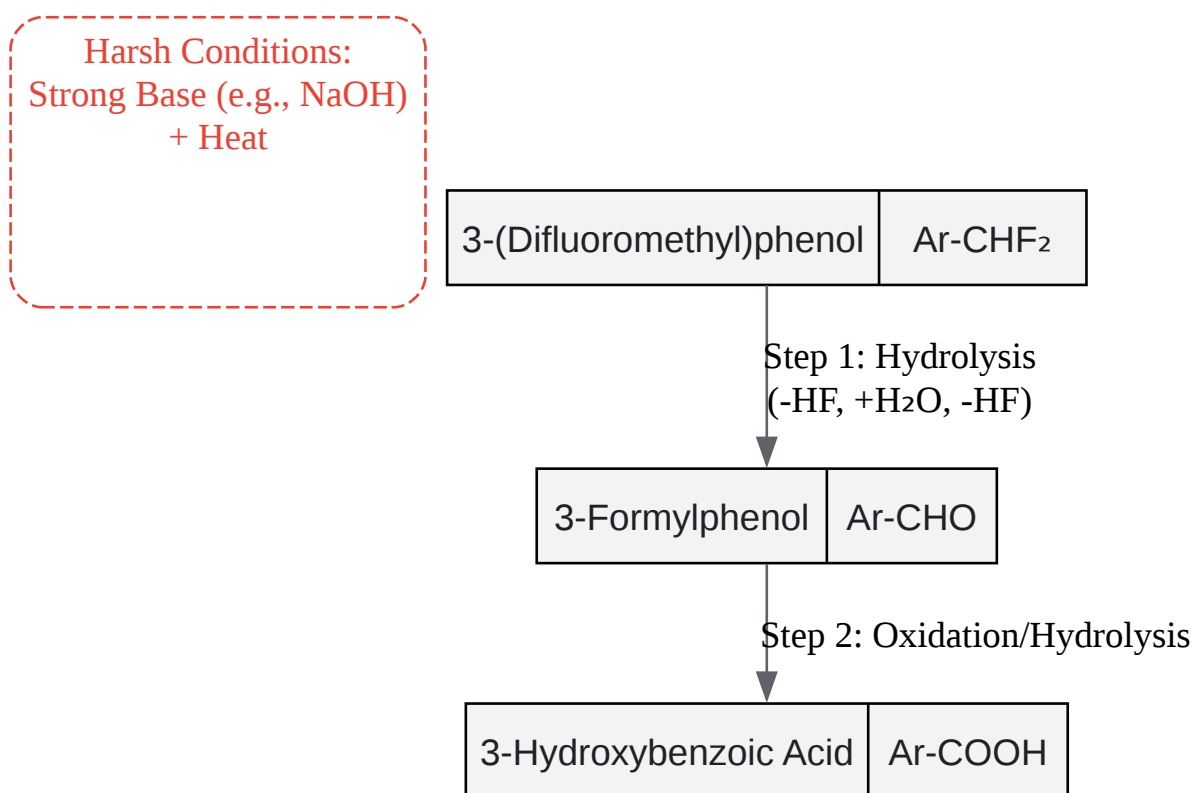 Harsh Conditions:
Strong Base (e.g., NaOH)
+ Heat
3-(Difluoromethyl)phenol Ar-CHF₂
Step 1: Hydrolysis
(-HF, +H₂O, -HF)
3-Formylphenol Ar-CHO
Step 2: Oxidation/Hydrolysis
3-Hydroxybenzoic Acid Ar-COOH